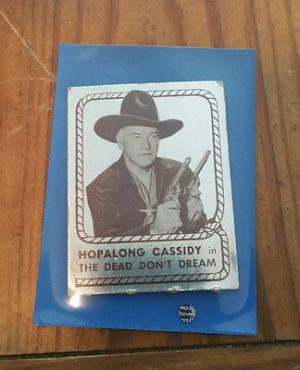 HOPALONG CASSIDY in
THE DEAD DON'T DREAM